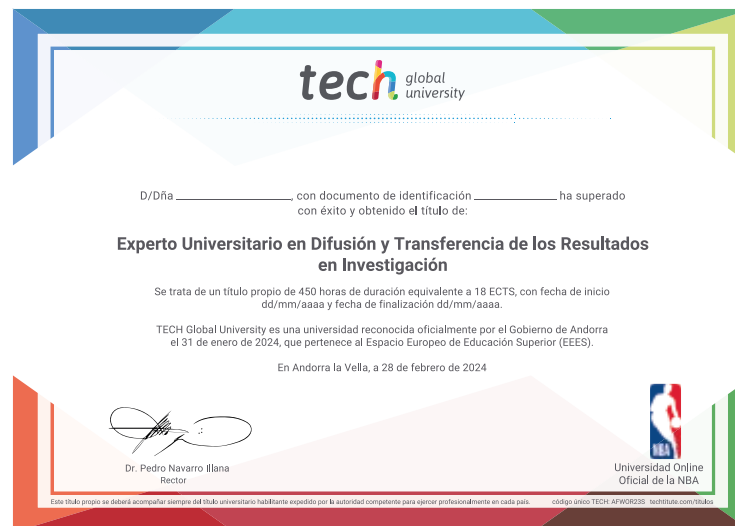 tech global university
D/Dña ____________, con documento de identificación ____________ ha superado
con éxito y obtenido el título de:
Experto Universitario en Difusión y Transferencia de los Resultados
en Investigación
Se trata de un título propio de 450 horas de duración equivalente a 18 ECTS, con fecha de inicio
dd/mm/aaaa y fecha de finalización dd/mm/aaaa.
TECH Global University es una universidad reconocida oficialmente por el Gobierno de Andorra
el 31 de enero de 2024, que pertenece al Espacio Europeo de Educación Superior (EEES).
En Andorra la Vella, a 28 de febrero de 2024
Dr. Pedro Navarro Illana
Rector
NBA
Universidad Online
Oficial de la NBA
Este título propio se deberá acompañar siempre del título universitario habilitante expedido por la autoridad competente para ejercer profesionalmente en cada país. código único TECH: AFWOR23S techtitute.com/titulos